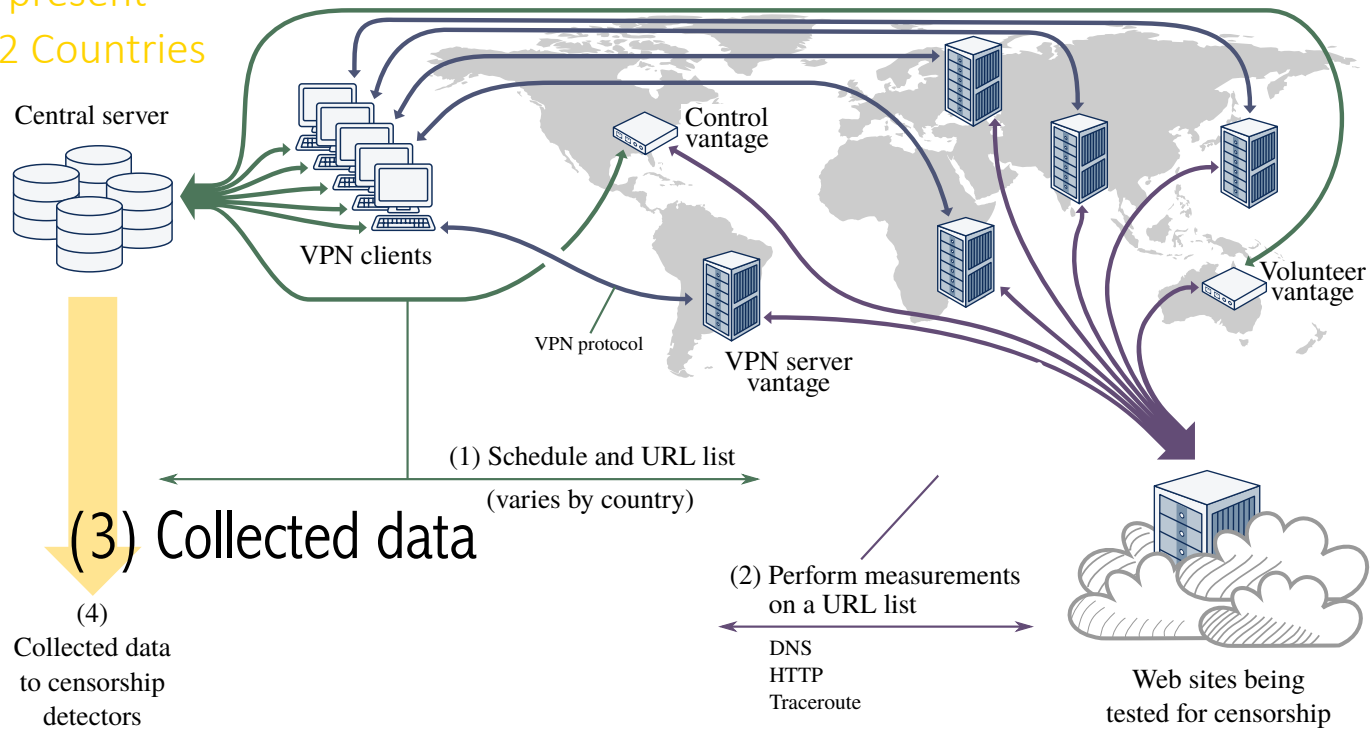 present
2 Countries
Central server
VPN clients
Control
vantage
Volunteer
vantage
VPN protocol
VPN server
vantage
(1) Schedule and URL list
(varies by country)
(3) Collected data
(2) Perform measurements
on a URL list
DNS
HTTP
Traceroute
(4)
Collected data
to censorship
detectors
Web sites being
tested for censorship